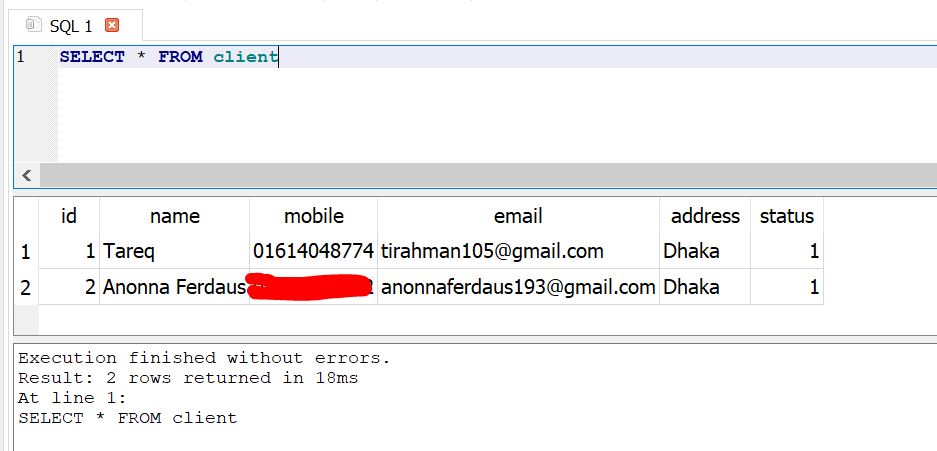 SQL 1
1 SELECT * FROM client
id name mobile email address status
1 1 Tareq 01614048774 tirahman105@gmail.com Dhaka 1
2 2 Anonna Ferdaus anonnaferdaus193@gmail.com Dhaka 1
Execution finished without errors.
Result: 2 rows returned in 18ms
At line 1:
SELECT * FROM client